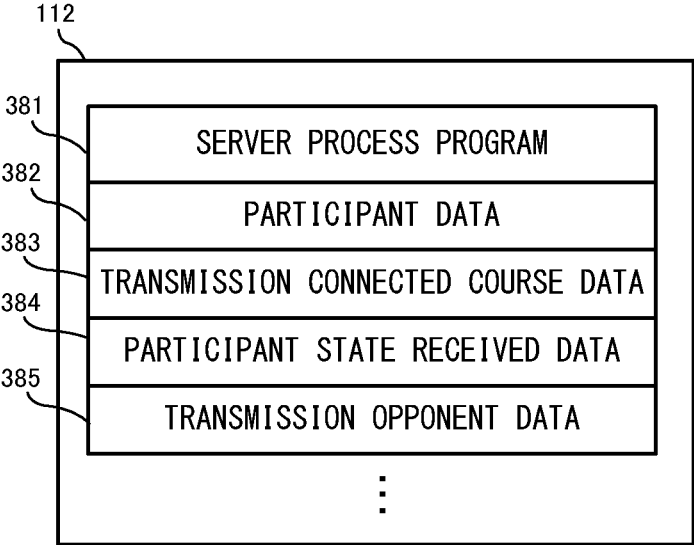 112
381
SERVER PROCESS PROGRAM
382
PARTICIPANT DATA
383
TRANSMISSION CONNECTED COURSE DATA
384
PARTICIPANT STATE RECEIVED DATA
385
TRANSMISSION OPPONENT DATA